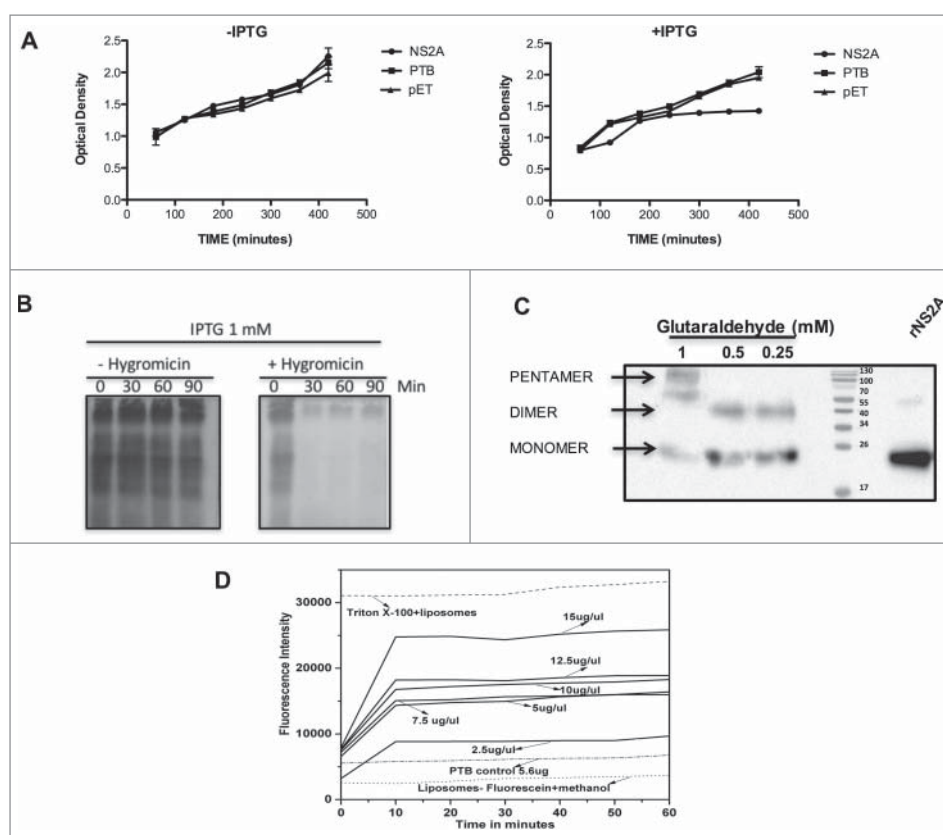 A
-IPTG
Optical Density
2.5
2.0
1.5
1.0
0.5
0.0
0 100 200 300 400 500
TIME (minutes)
NS2A
PTB
pET
+IPTG
Optical Density
2.5
2.0
1.5
1.0
0.5
0.0
0 100 200 300 400 500
TIME (minutes)
NS2A
PTB
pET
B
IPTG 1 mM
- Hygromicin
0 30 60 90
+ Hygromicin
0 30 60 90 Min
C
Glutaraldehyde (mM)
1 0.5 0.25
rNS2A
PENTAMER
DIMER
MONOMER
130
100
70
55
40
34
26
17
D
Fluorescence Intensity
30000
20000
10000
0
Triton X-100+liposomes
15ug/ul
12.5ug/ul
10ug/ul
5ug/ul
7.5 ug/ul
2.5ug/ul
PTB control 5.6ug
Liposomes- Fluorescein+methanol
0 10 20 30 40 50 60
Time in minutes